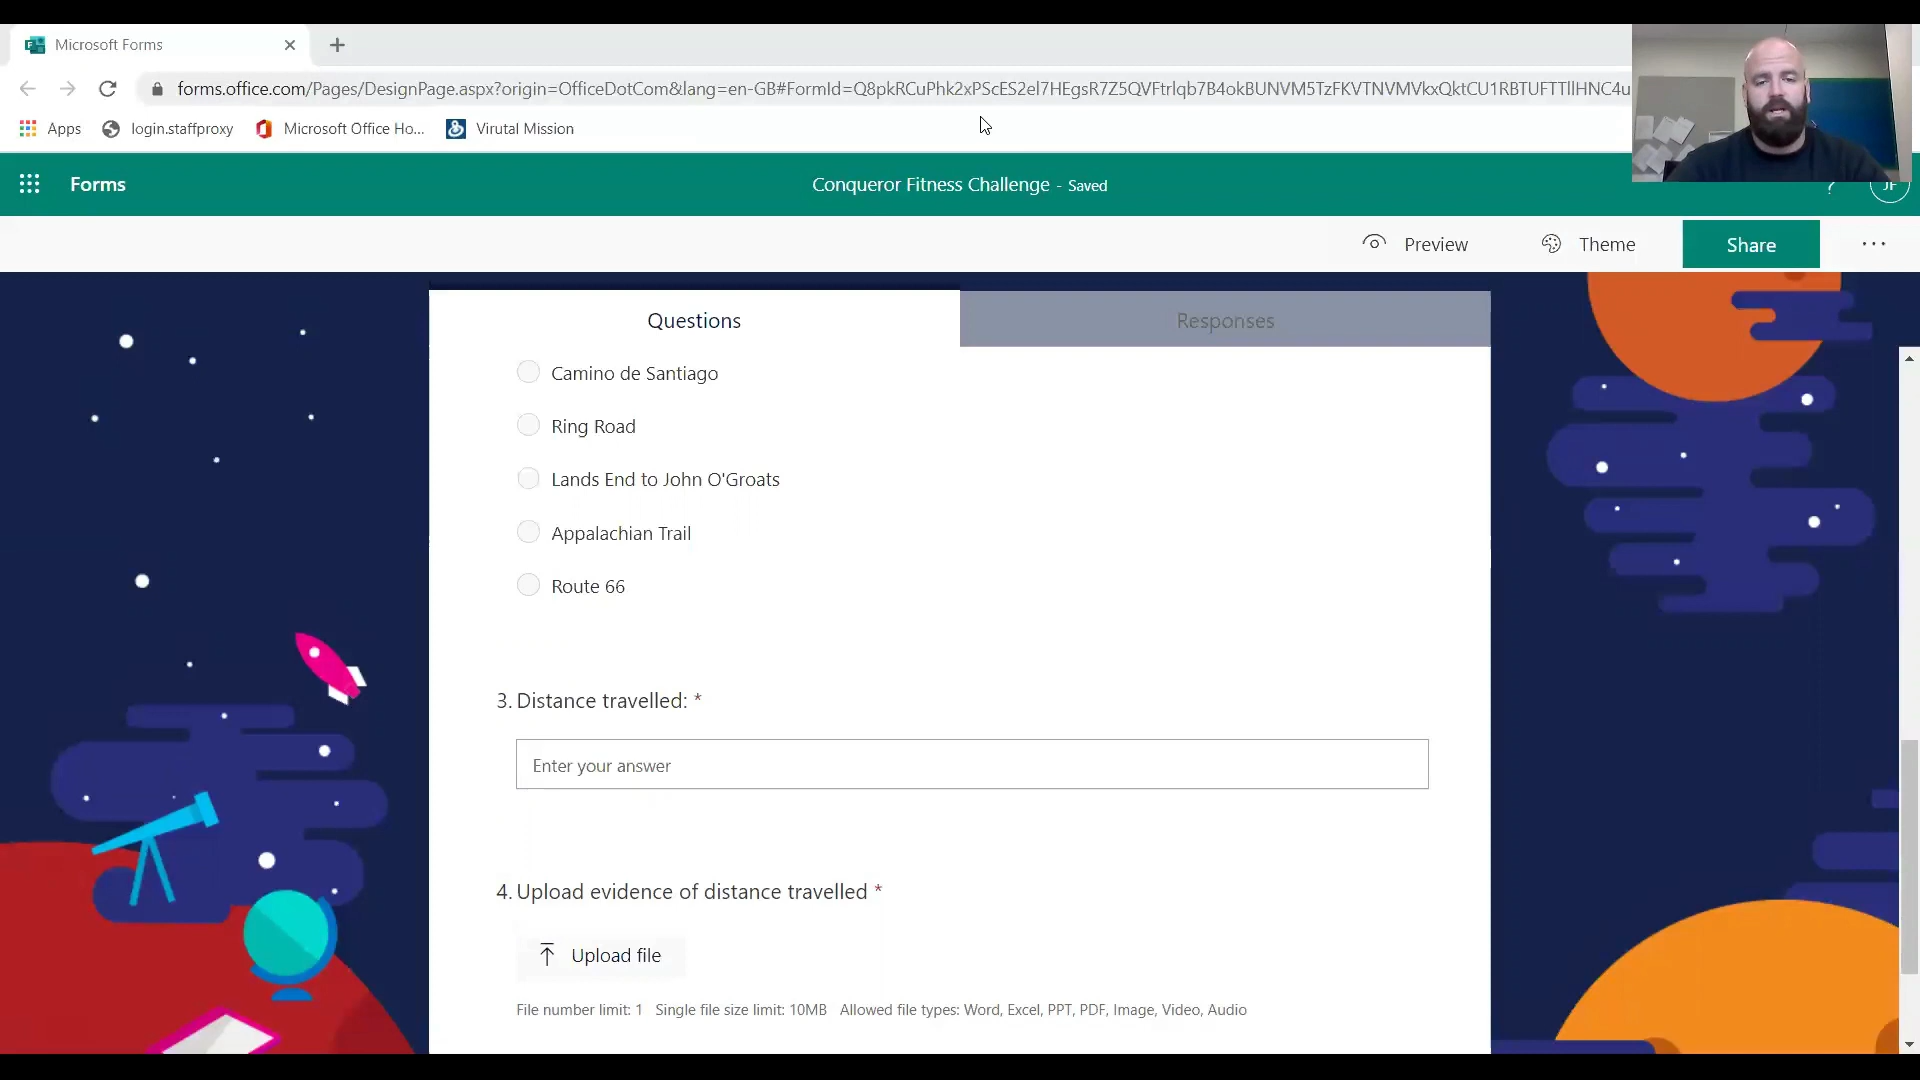 Microsoft Forms
forms.office.com/Pages/DesignPage.aspx?origin=OfficeDotCom&lang=en-GB#FormId=Q8pkRCuPhk2xPScES2el7HEgsR7Z5QVFtrlqb7B4okBUNVM5TzFKVTNVMVkxQktCU1RBTUFTTllHNC4u
Apps login.staffproxy Microsoft Office Ho... Virutal Mission
Forms Conqueror Fitness Challenge - Saved ? JF
Preview Theme Share ...
Questions Responses
Camino de Santiago
Ring Road
Lands End to John O'Groats
Appalachian Trail
Route 66
3. Distance travelled: *
Enter your answer
4. Upload evidence of distance travelled *
Upload file
File number limit: 1 Single file size limit: 10MB Allowed file types: Word, Excel, PPT, PDF, Image, Video, Audio